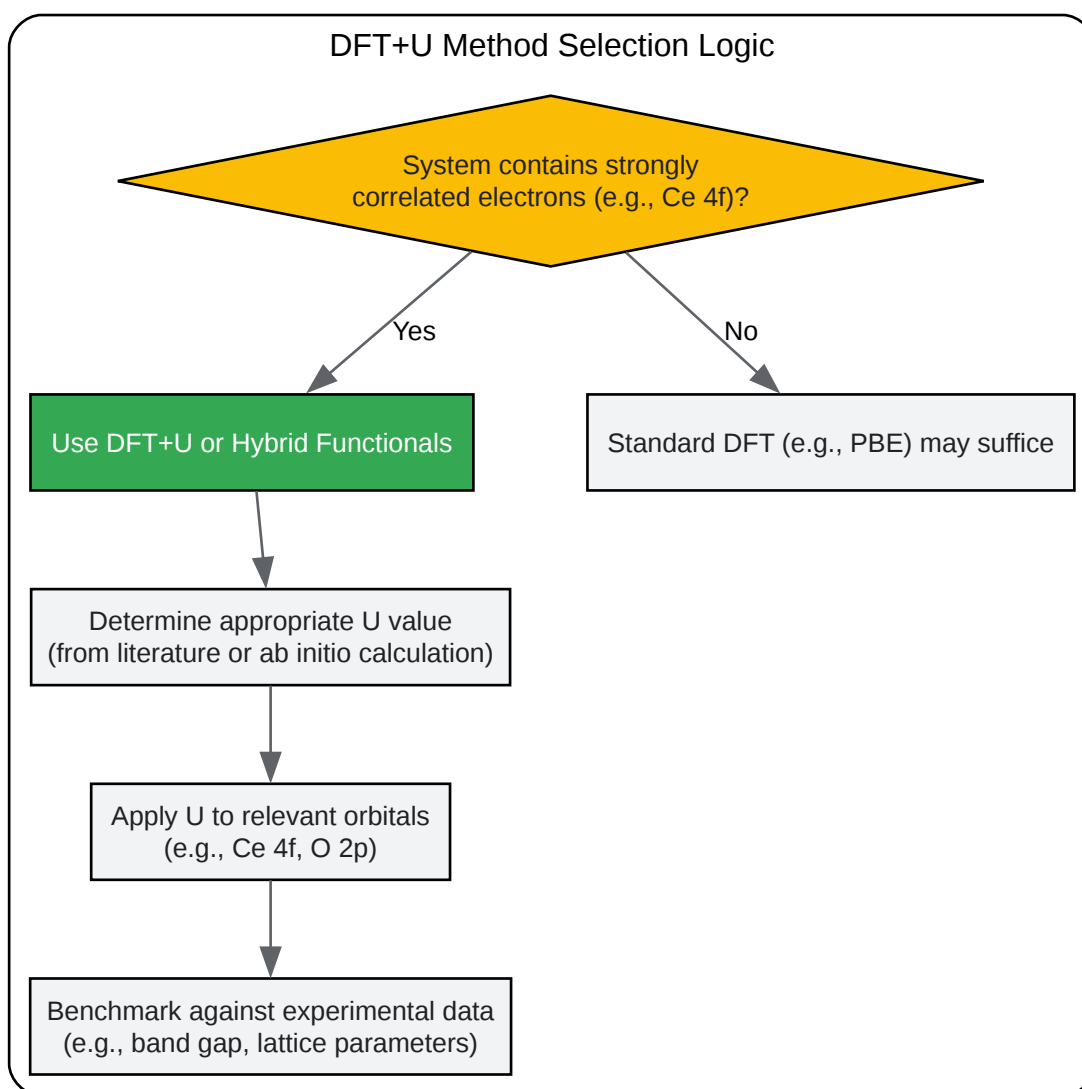 DFT+U Method Selection Logic
System contains strongly
correlated electrons (e.g., Ce 4f)?
Yes
No
Use DFT+U or Hybrid Functionals
Standard DFT (e.g., PBE) may suffice
Determine appropriate U value
(from literature or ab initio calculation)
Apply U to relevant orbitals
(e.g., Ce 4f, O 2p)
Benchmark against experimental data
(e.g., band gap, lattice parameters)